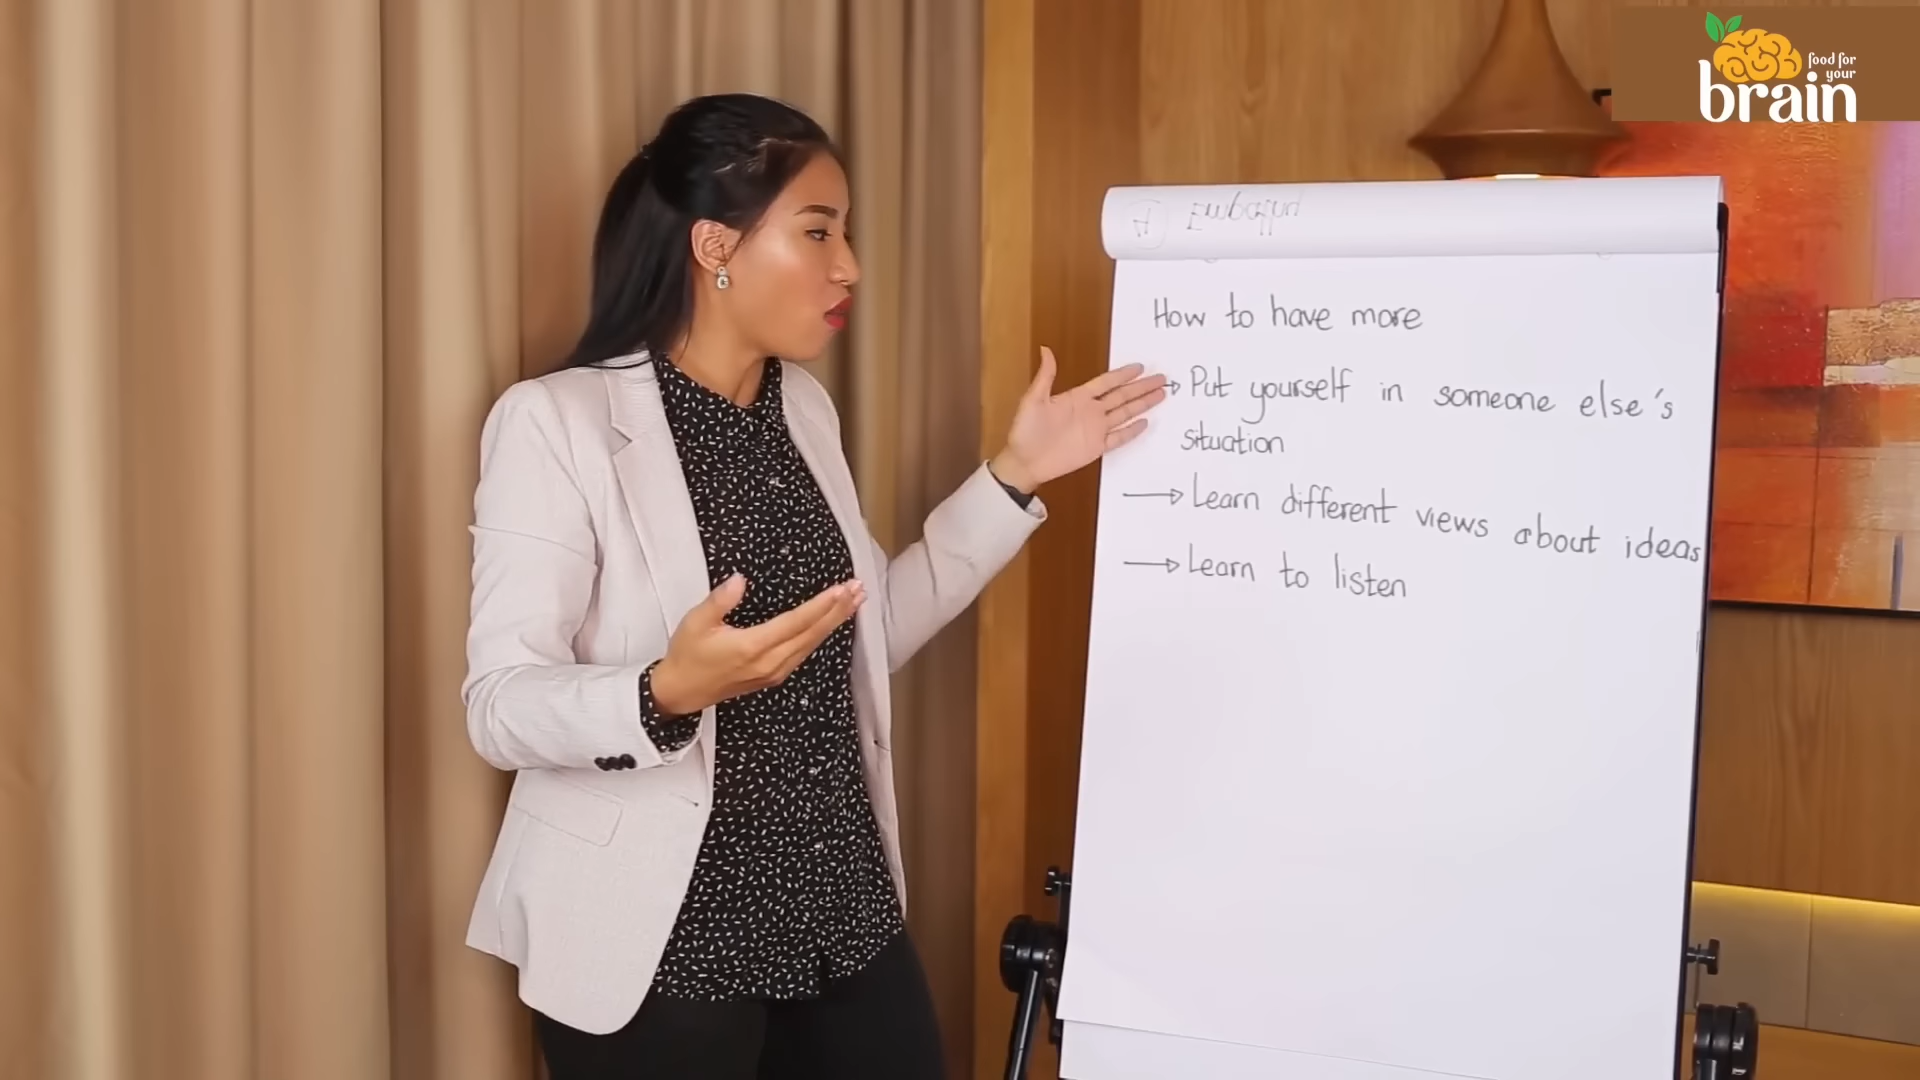 food for
your
brain
How to have more
Put yourself in someone else's
situation
Learn different views about ideas
Learn to listen